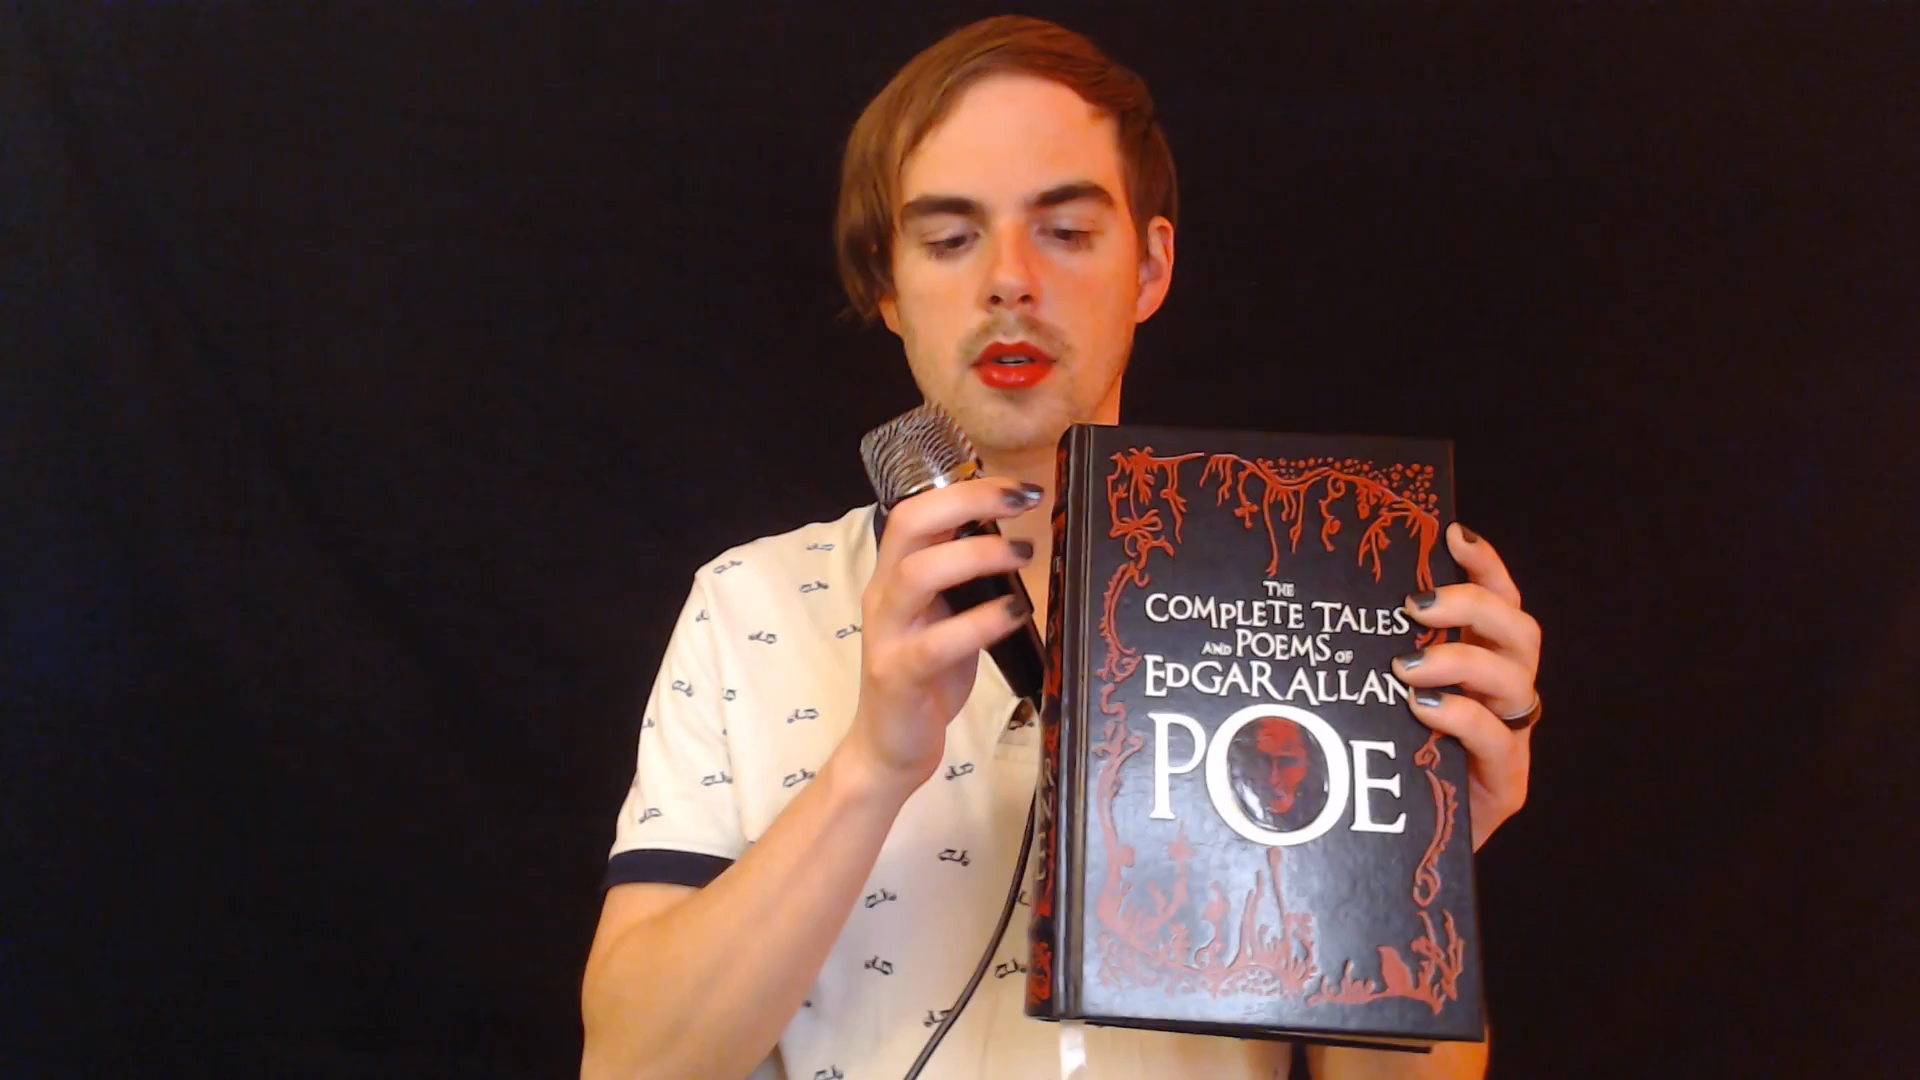 THE
COMPLETE TALES
AND POEMS OF
EDGAR ALLAN
POE